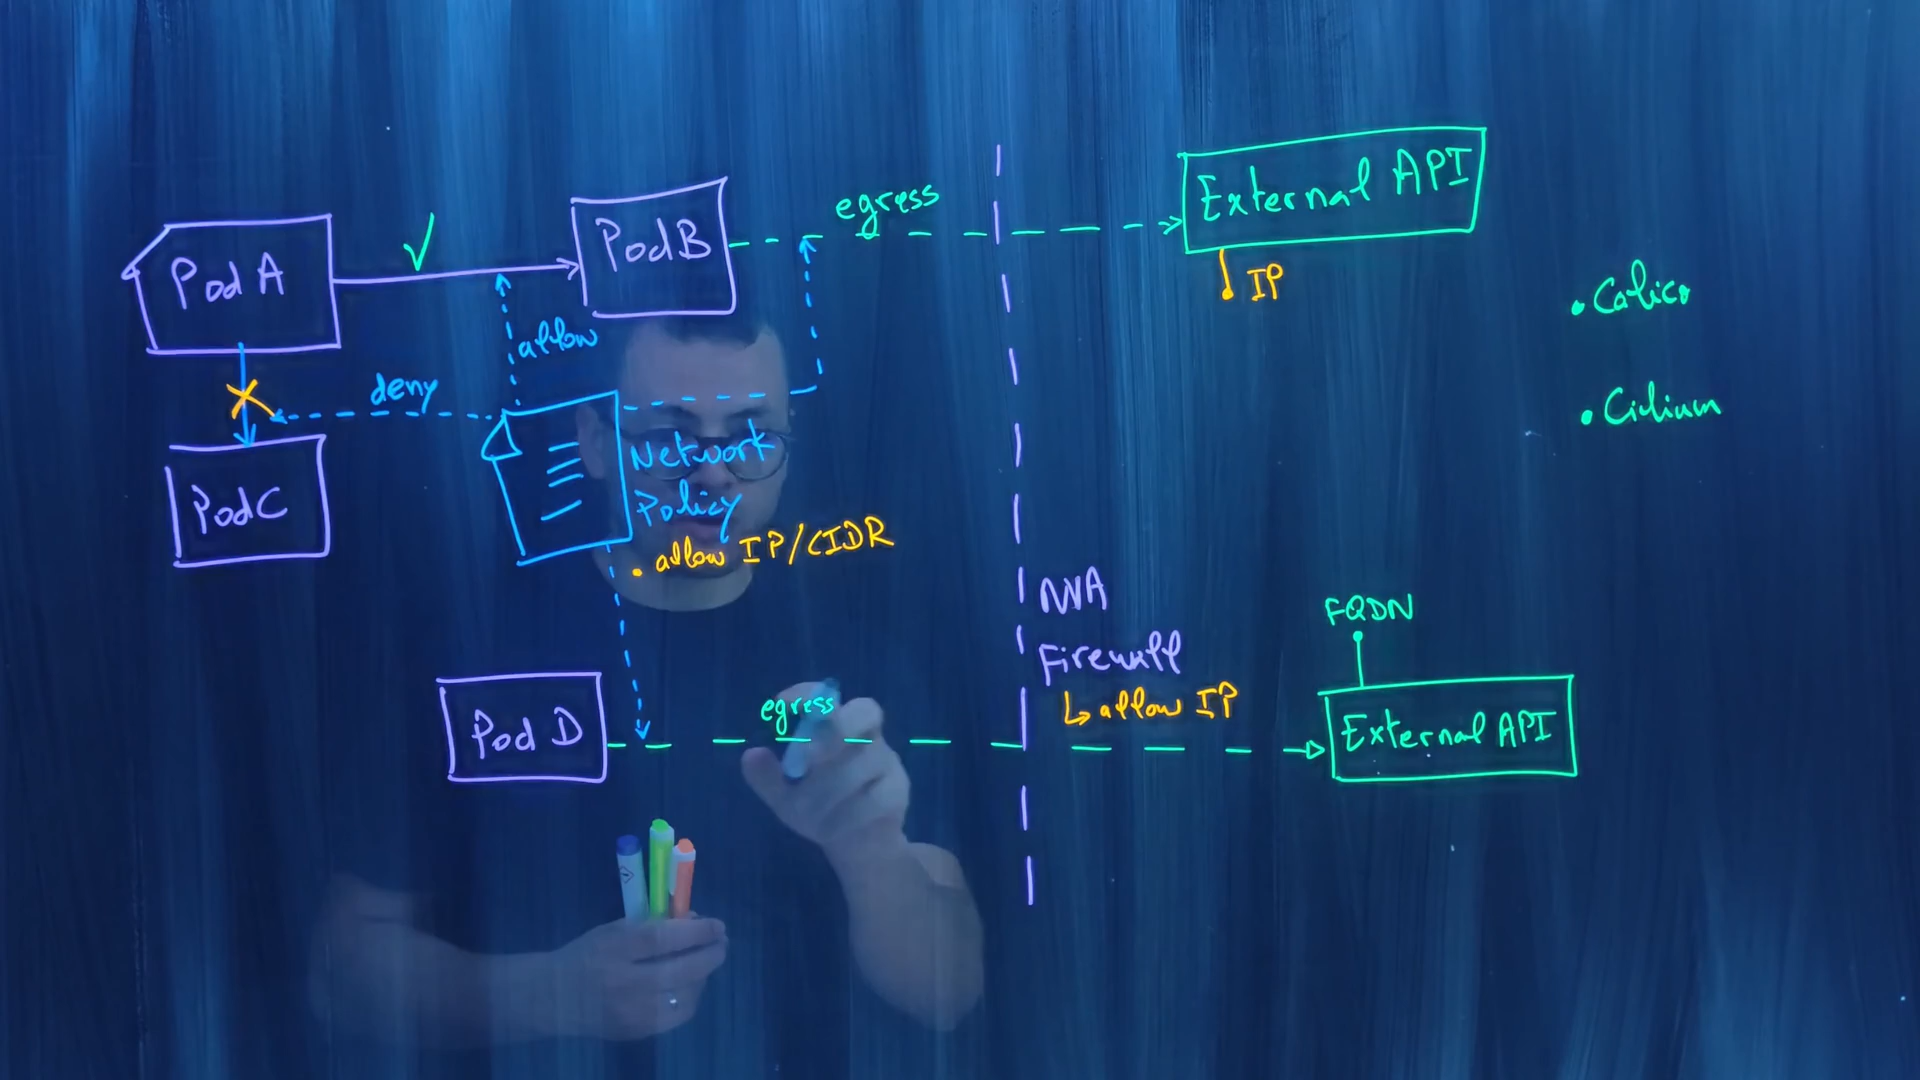 External API
egress
Pod B
Pod A
IP
• Calico
allow
deny
• Cilium
Network
Policy
Pod C
• allow IP/CIDR
NVA
FQDN
Firewall
↳ allow IP
egress
Pod D
External API